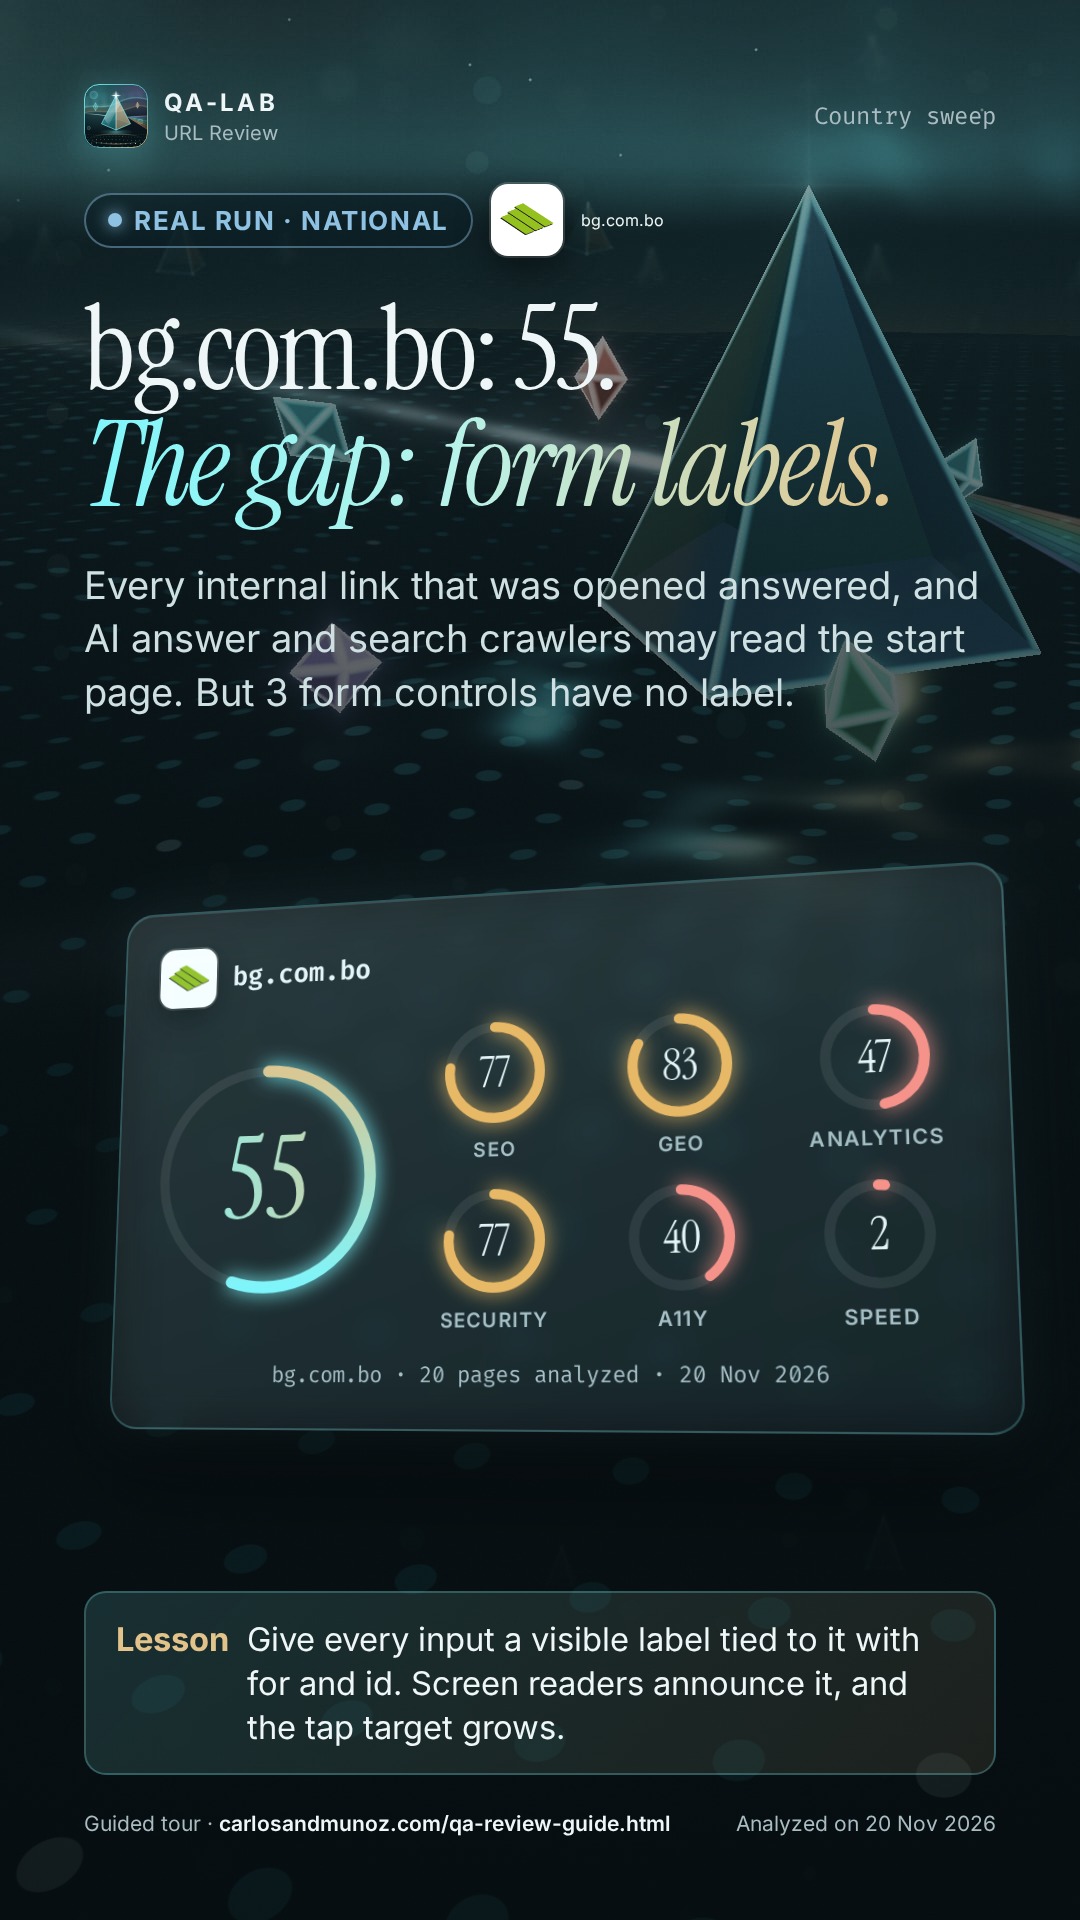 QA-LAB
URL Review
Country sweep
REAL RUN · NATIONAL
bg.com.bo
bg.com.bo: 55.
The gap: form labels.
Every internal link that was opened answered, and
AI answer and search crawlers may read the start
page. But 3 form controls have no label.
bg.com.bo
55
77
SEO
83
GEO
47
ANALYTICS
77
SECURITY
40
A11Y
2
SPEED
bg.com.bo · 20 pages analyzed · 20 Nov 2026
Lesson Give every input a visible label tied to it with
for and id. Screen readers announce it, and
the tap target grows.
Guided tour · carlosandmunoz.com/qa-review-guide.html
Analyzed on 20 Nov 2026